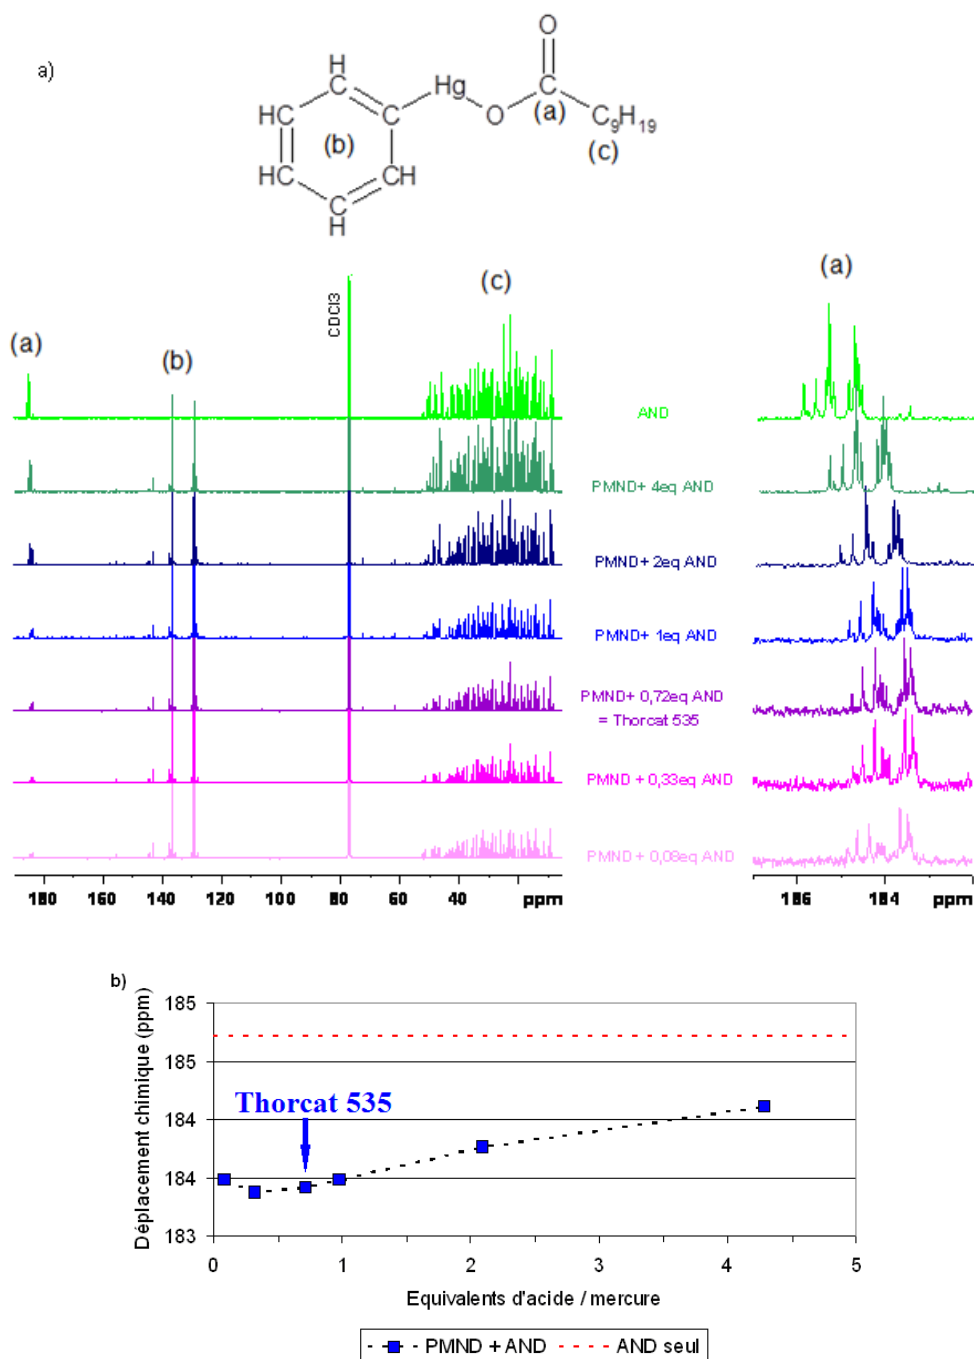 a)
O
H
C
Hg
C
HC
C
O
(a)
C9H19
(b)
(c)
HC
CH
C
H
(a)
(b)
CDCl3
(c)
(a)
AND
PMND+ 4eq AND
PMND+ 2eq AND
PMND+ 1eq AND
PMND+ 0,72eq AND
= Thorcat 535
PMND + 0,33eq AND
PMND+ 0,08eq AND
180 160 140 120 100 80 60 40 ppm
186 184 ppm
b)
Déplacement chimique (ppm)
185
185
184
184
183
Thorcat 535
0 1 2 3 4 5
Equivalents d'acide / mercure
PMND + AND
AND seul